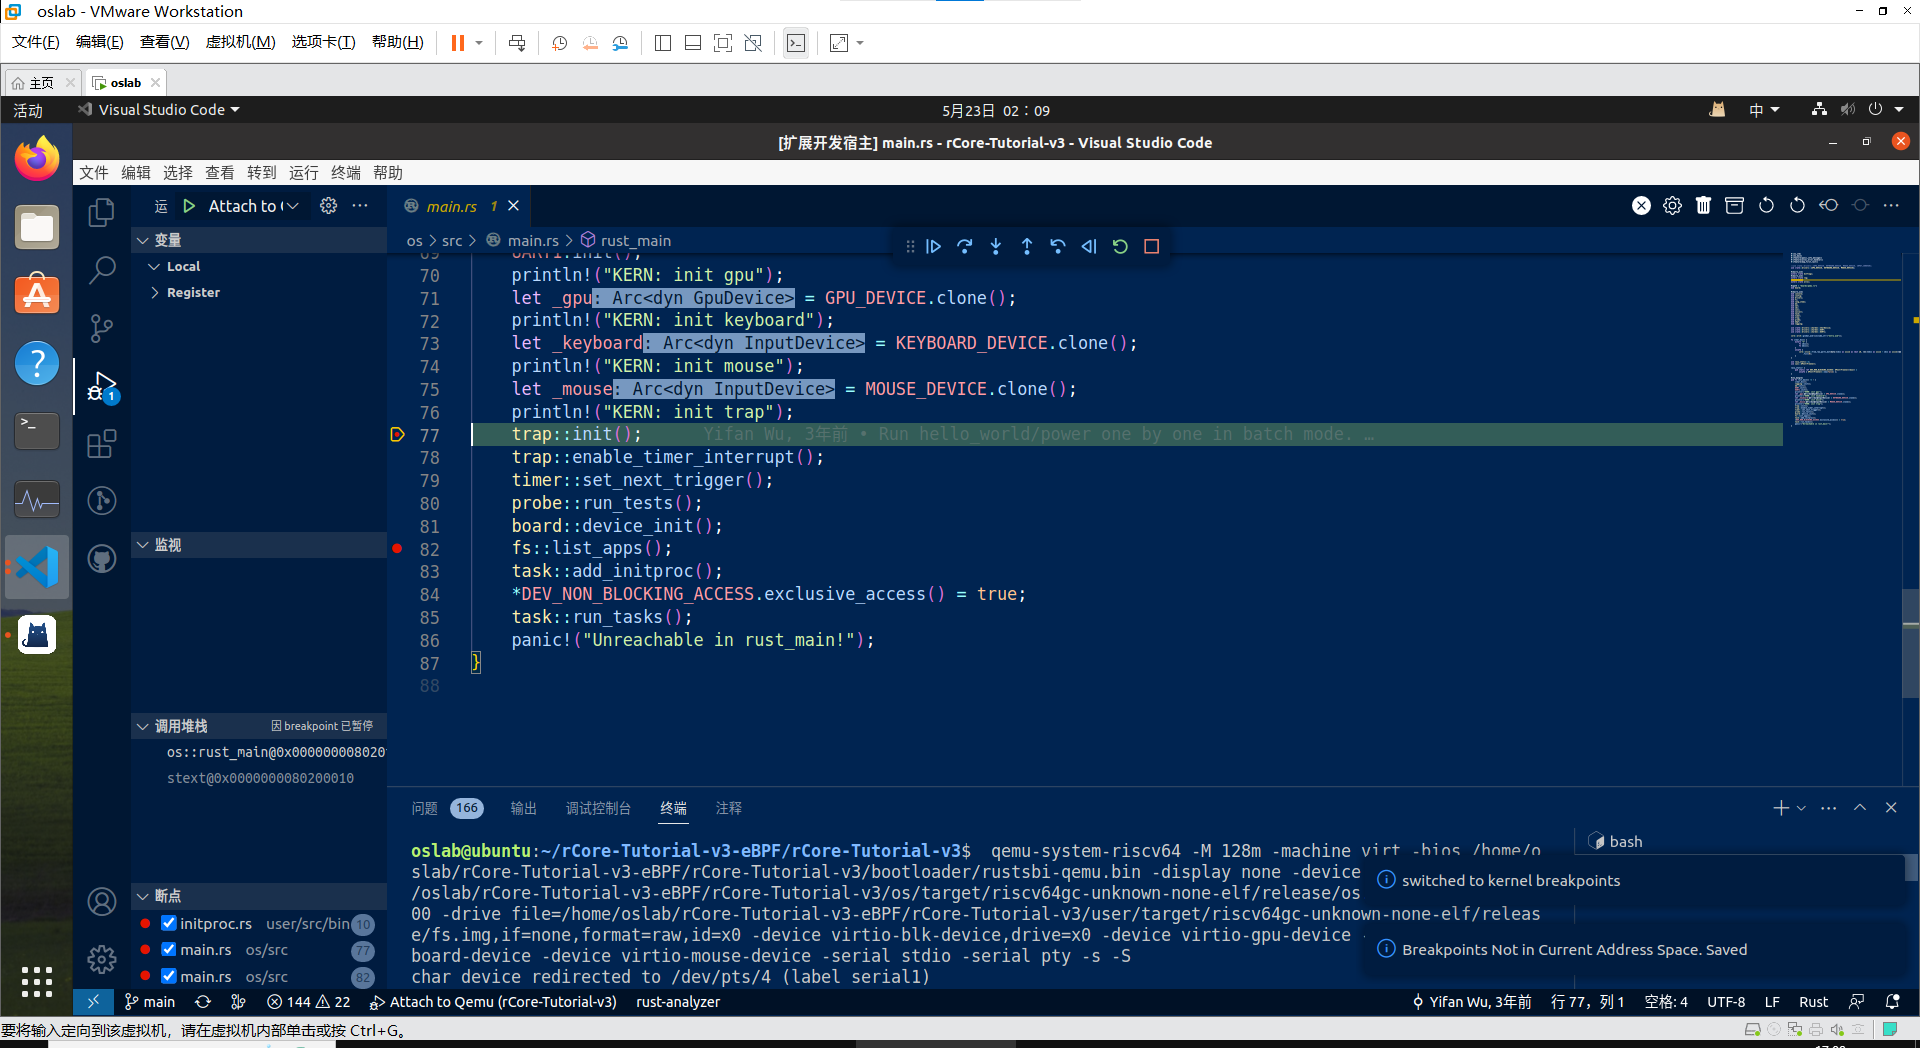 oslab - VMware Workstation
文件(F) 编辑(E) 查看(V) 虚拟机(M) 选项卡(T) 帮助(H)
主页 oslab
活动 Visual Studio Code 5月23日 02：09 中
[扩展开发宿主] main.rs - rCore-Tutorial-v3 - Visual Studio Code
文件 编辑 选择 查看 转到 运行 终端 帮助
运 Attach to main.rs 1
变量
Local
Register
监视
调用堆栈 因 breakpoint 已暂停
os::rust_main@0x000000008020
stext@0x0000000080200010
断点
initproc.rs user/src/bin 10
main.rs os/src 77
main.rs os/src 82
1
os > src > main.rs > rust_main
69 UART.init();
70 println!("KERN: init gpu");
71 let _gpu: Arc<dyn GpuDevice> = GPU_DEVICE.clone();
72 println!("KERN: init keyboard");
73 let _keyboard: Arc<dyn InputDevice> = KEYBOARD_DEVICE.clone();
74 println!("KERN: init mouse");
75 let _mouse: Arc<dyn InputDevice> = MOUSE_DEVICE.clone();
76 println!("KERN: init trap");
77 trap::init(); Yifan Wu, 3年前 • Run hello_world/power one by one in batch mode. …
78 trap::enable_timer_interrupt();
79 timer::set_next_trigger();
80 probe::run_tests();
81 board::device_init();
82 fs::list_apps();
83 task::add_initproc();
84 *DEV_NON_BLOCKING_ACCESS.exclusive_access() = true;
85 task::run_tasks();
86 panic!("Unreachable in rust_main!");
87 }
88
问题 166 输出 调试控制台 终端 注释
bash
oslab@ubuntu:~/rCore-Tutorial-v3-eBPF/rCore-Tutorial-v3$ qemu-system-riscv64 -M 128m -machine virt -bios /home/o
slab/rCore-Tutorial-v3-eBPF/rCore-Tutorial-v3/bootloader/rustsbi-qemu.bin -display none -device
/oslab/rCore-Tutorial-v3-eBPF/rCore-Tutorial-v3/os/target/riscv64gc-unknown-none-elf/release/os
00 -drive file=/home/oslab/rCore-Tutorial-v3-eBPF/rCore-Tutorial-v3/user/target/riscv64gc-unknown-none-elf/releas
e/fs.img,if=none,format=raw,id=x0 -device virtio-blk-device,drive=x0 -device virtio-gpu-device
board-device -device virtio-mouse-device -serial stdio -serial pty -s -S
char device redirected to /dev/pts/4 (label serial1)
switched to kernel breakpoints
Breakpoints Not in Current Address Space. Saved
main 144 22 Attach to Qemu (rCore-Tutorial-v3) rust-analyzer Yifan Wu, 3年前 行 77，列 1 空格: 4 UTF-8 LF Rust
要将输入定向到该虚拟机，请在虚拟机内部单击或按 Ctrl+G。